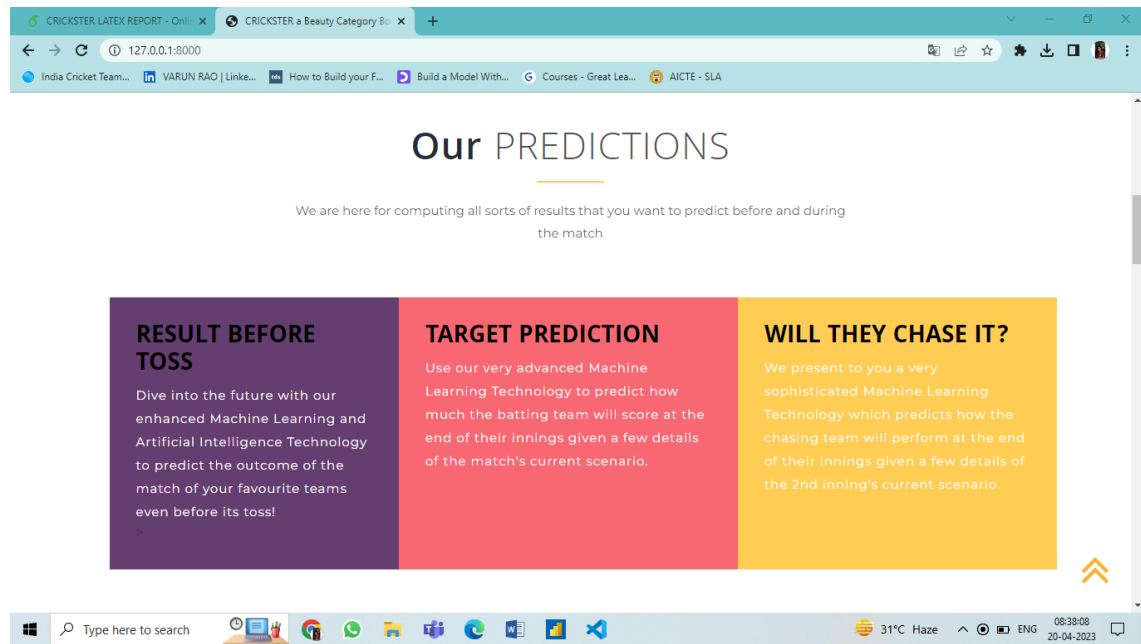 CRICKSTER LATEX REPORT - Onli
CRICKSTER a Beauty Category Bo
127.0.0.1:8000
India Cricket Team...
VARUN RAO | Linke...
How to Build your F...
Build a Model With...
Courses - Great Lea...
AICTE - SLA
Our PREDICTIONS
We are here for computing all sorts of results that you want to predict before and during
the match
RESULT BEFORE
TOSS
Dive into the future with our
enhanced Machine Learning and
Artificial Intelligence Technology
to predict the outcome of the
match of your favourite teams
even before its toss!
>
TARGET PREDICTION
Use our very advanced Machine
Learning Technology to predict how
much the batting team will score at the
end of their innings given a few details
of the match's current scenario.
WILL THEY CHASE IT?
We present to you a very
sophisticated Machine Learning
Technology which predicts how the
chasing team will perform at the end
of their innings given a few details of
the 2nd inning's current scenario.
Type here to search
31°C Haze
ENG
08:38:08
20-04-2023